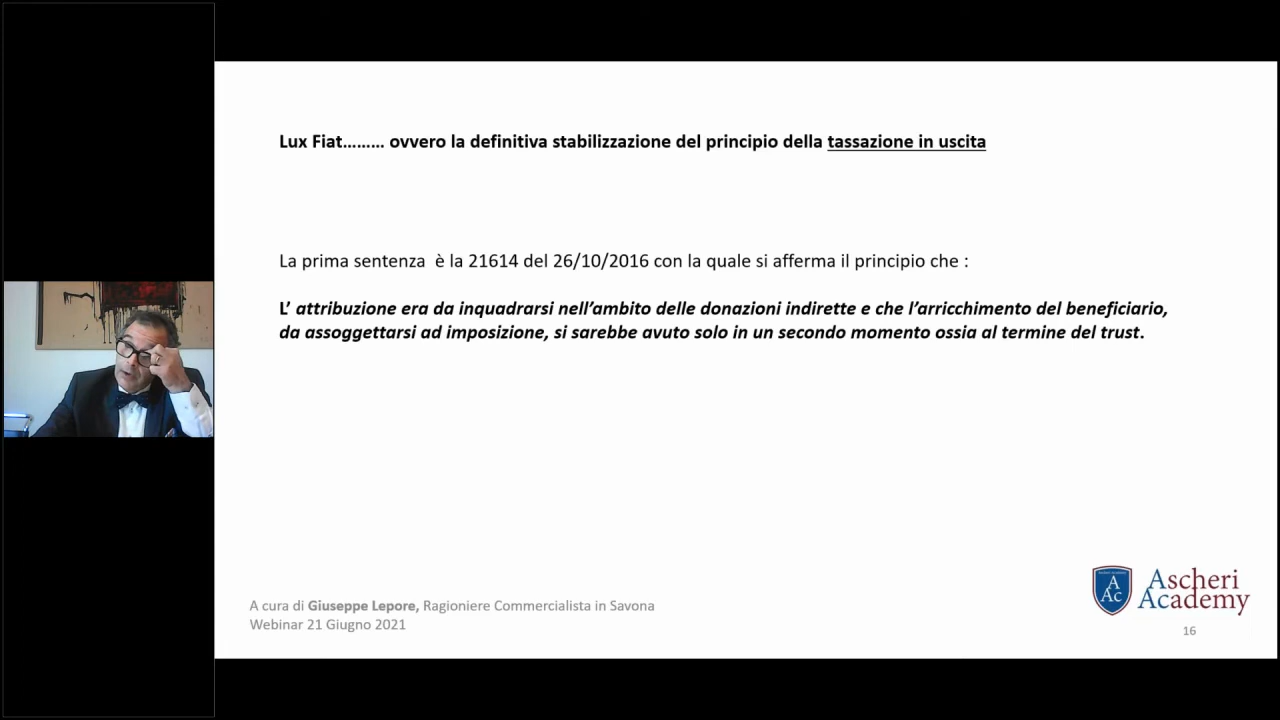 Lux Fiat……… ovvero la definitiva stabilizzazione del principio della tassazione in uscita
La prima sentenza è la 21614 del 26/10/2016 con la quale si afferma il principio che :
L’ attribuzione era da inquadrarsi nell’ambito delle donazioni indirette e che l’arricchimento del beneficiario,
da assoggettarsi ad imposizione, si sarebbe avuto solo in un secondo momento ossia al termine del trust.
A cura di Giuseppe Lepore, Ragioniere Commercialista in Savona
Webinar 21 Giugno 2021
A
Ac
Ascheri
Academy
16